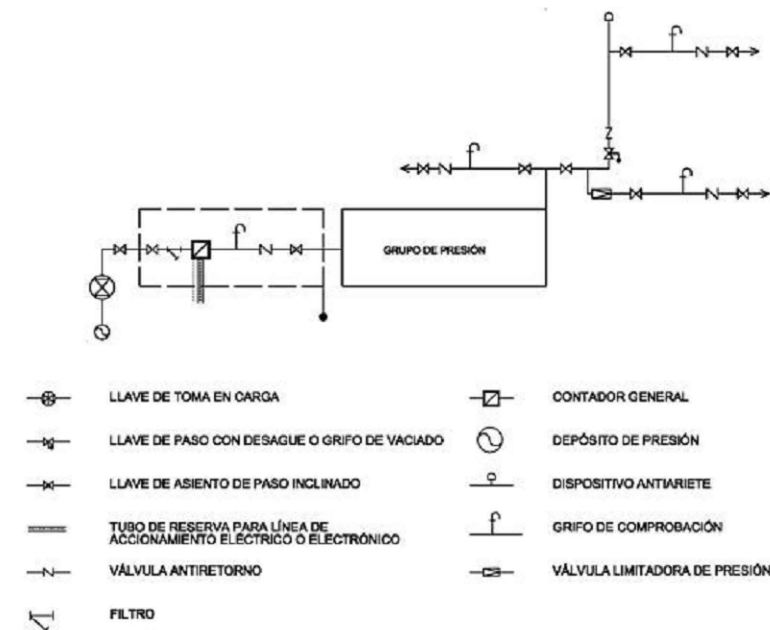 GRUPO DE PRESIÓN
LLAVE DE TOMA EN CARGA
LLAVE DE PASO CON DESAGUE O GRIFO DE VACIADO
LLAVE DE ASIENTO DE PASO INCLINADO
TUBO DE RESERVA PARA LÍNEA DE
ACCIONAMIENTO ELÉCTRICO O ELECTRÓNICO
VÁLVULA ANTIRETORNO
FILTRO
CONTADOR GENERAL
DEPÓSITO DE PRESIÓN
DISPOSITIVO ANTIARIETE
GRIFO DE COMPROBACIÓN
VÁLVULA LIMITADORA DE PRESIÓN